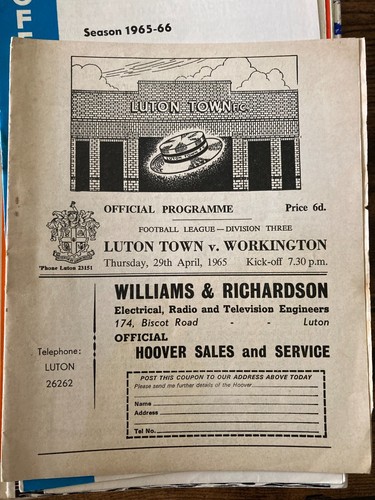 OF
Season 1965-66
LUTON TOWN F.C.
LUTON TOWN
OFFICIAL PROGRAMME Price 6d.
FOOTBALL LEAGUE—DIVISION THREE
LUTON TOWN v. WORKINGTON
'Phone Luton 23151
Thursday, 29th April, 1965 Kick-off 7.30 p.m.
WILLIAMS & RICHARDSON
Electrical, Radio and Television Engineers
174, Biscot Road - - Luton
OFFICIAL
HOOVER SALES and SERVICE
Telephone:
LUTON
26262
POST THIS COUPON TO OUR ADDRESS ABOVE TODAY
Please send me further details of the Hoover
Name
Address
Tel No.